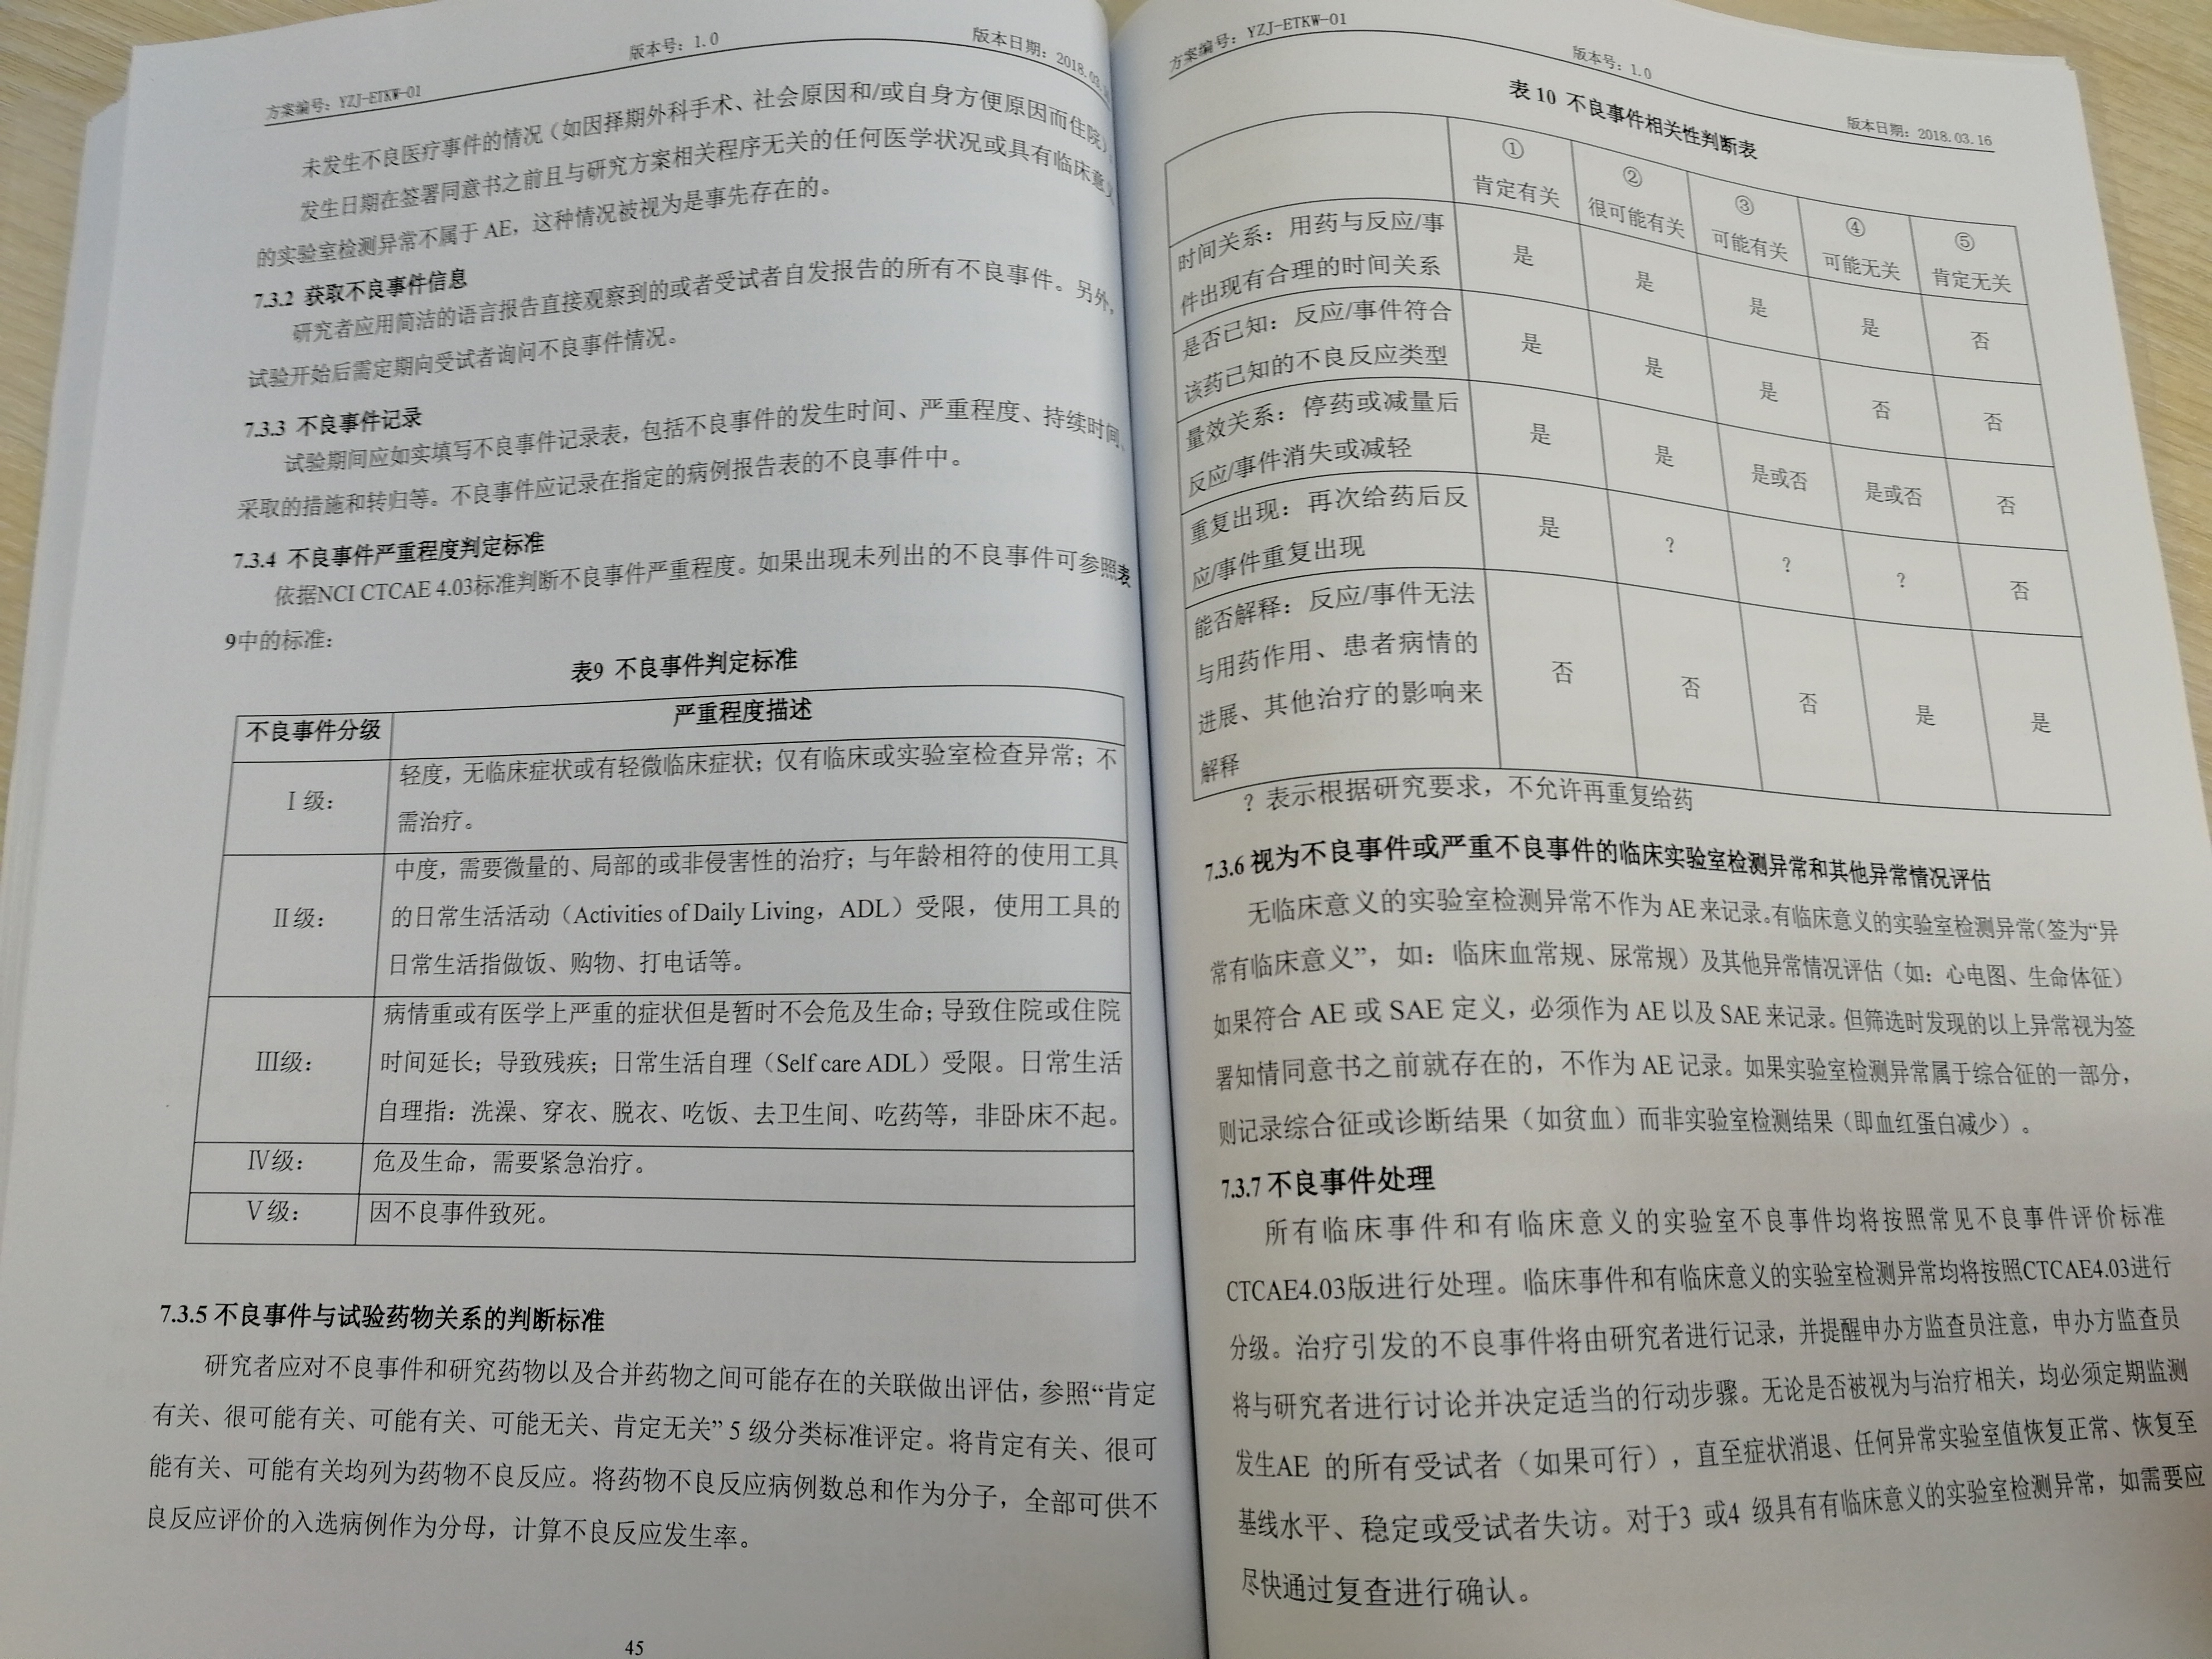 方案编号：YZJ-ETKW-01
版本号：1.0
版本日期：2018.03.
未发生不良医疗事件的情况（如因择期外科手术、社会原因和/或自身方便原因而住院）
发生日期在签署同意书之前且与研究方案相关程序无关的任何医学状况或具有临床意义
的实验室检测异常不属于 AE，这种情况被视为是事先存在的。
7.3.2 获取不良事件信息
研究者应用简洁的语言报告直接观察到的或者受试者自发报告的所有不良事件。另外，
试验开始后需定期向受试者询问不良事件情况。
7.3.3 不良事件记录
试验期间应如实填写不良事件记录表，包括不良事件的发生时间、严重程度、持续时间、
采取的措施和转归等。不良事件应记录在指定的病例报告表的不良事件中。
7.3.4 不良事件严重程度判定标准
依据NCI CTCAE 4.03标准判断不良事件严重程度。如果出现未列出的不良事件可参照表
9中的标准：
表9 不良事件判定标准
不良事件分级 严重程度描述
Ⅰ级： 轻度，无临床症状或有轻微临床症状；仅有临床或实验室检查异常；不
需治疗。
Ⅱ级： 中度，需要微量的、局部的或非侵害性的治疗；与年龄相符的使用工具
的日常生活活动（Activities of Daily Living，ADL）受限，使用工具的
日常生活指做饭、购物、打电话等。
Ⅲ级： 病情重或有医学上严重的症状但是暂时不会危及生命；导致住院或住院
时间延长；导致残疾；日常生活自理（Self care ADL）受限。日常生活
自理指：洗澡、穿衣、脱衣、吃饭、去卫生间、吃药等，非卧床不起。
Ⅳ级： 危及生命，需要紧急治疗。
Ⅴ级： 因不良事件致死。
7.3.5 不良事件与试验药物关系的判断标准
研究者应对不良事件和研究药物以及合并药物之间可能存在的关联做出评估，参照“肯定
有关、很可能有关、可能有关、可能无关、肯定无关” 5 级分类标准评定。将肯定有关、很可
能有关、可能有关均列为药物不良反应。将药物不良反应病例数总和作为分子，全部可供不
良反应评价的入选病例作为分母，计算不良反应发生率。
45
方案编号：YZJ-ETKW-01
版本号：1.0
版本日期：2018.03.16
表 10 不良事件相关性判断表
① ② ③ ④ ⑤
肯定有关 很可能有关 可能有关 可能无关 肯定无关
时间关系：用药与反应/事
件出现有合理的时间关系 是 是 是 是 否
是否已知：反应/事件符合
该药已知的不良反应类型 是 是 是 否 否
量效关系：停药或减量后
反应/事件消失或减轻 是 是 是或否 是或否 否
重复出现：再次给药后反
应/事件重复出现 是 ？ ？ ？ 否
能否解释：反应/事件无法
与用药作用、患者病情的
进展、其他治疗的影响来
解释 否 否 否 是 是
？表示根据研究要求，不允许再重复给药
7.3.6 视为不良事件或严重不良事件的临床实验室检测异常和其他异常情况评估
无临床意义的实验室检测异常不作为 AE 来记录。有临床意义的实验室检测异常（签为“异
常有临床意义”，如：临床血常规、尿常规）及其他异常情况评估（如：心电图、生命体征）
如果符合 AE 或 SAE 定义，必须作为 AE 以及 SAE 来记录。但筛选时发现的以上异常视为签
署知情同意书之前就存在的，不作为 AE 记录。如果实验室检测异常属于综合征的一部分，
则记录综合征或诊断结果（如贫血）而非实验室检测结果（即血红蛋白减少）。
7.3.7 不良事件处理
所有临床事件和有临床意义的实验室不良事件均将按照常见不良事件评价标准
CTCAE4.03版进行处理。临床事件和有临床意义的实验室检测异常均将按照CTCAE4.03进行
分级。治疗引发的不良事件将由研究者进行记录，并提醒申办方监查员注意，申办方监查员
将与研究者进行讨论并决定适当的行动步骤。无论是否被视为与治疗相关，均必须定期监测
发生AE 的所有受试者（如果可行），直至症状消退、任何异常实验室值恢复正常、恢复至
基线水平、稳定或受试者失访。对于3 或4 级具有有临床意义的实验室检测异常，如需要应
尽快通过复查进行确认。